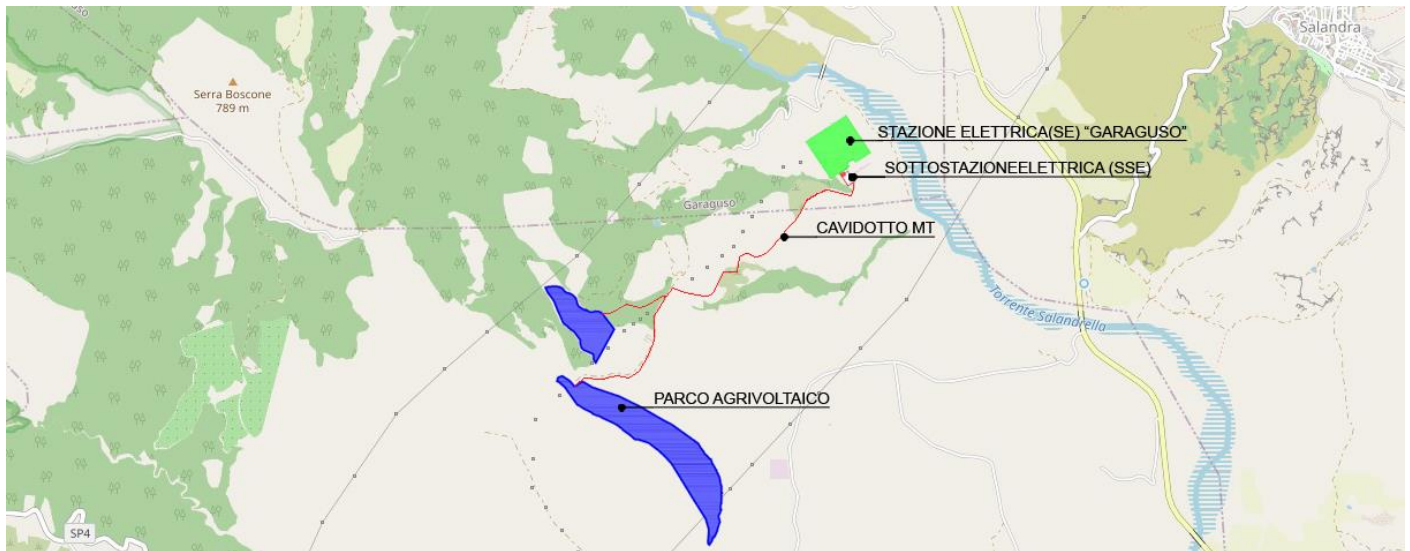 Salandra
Serra Boscone
789 m
STAZIONE ELETTRICA(SE) “GARAGUSO”
SOTTOSTAZIONEELETTRICA (SSE)
Garaguso
CAVIDOTTO MT
Torrente Salandrella
PARCO AGRIVOLTAICO
SP4